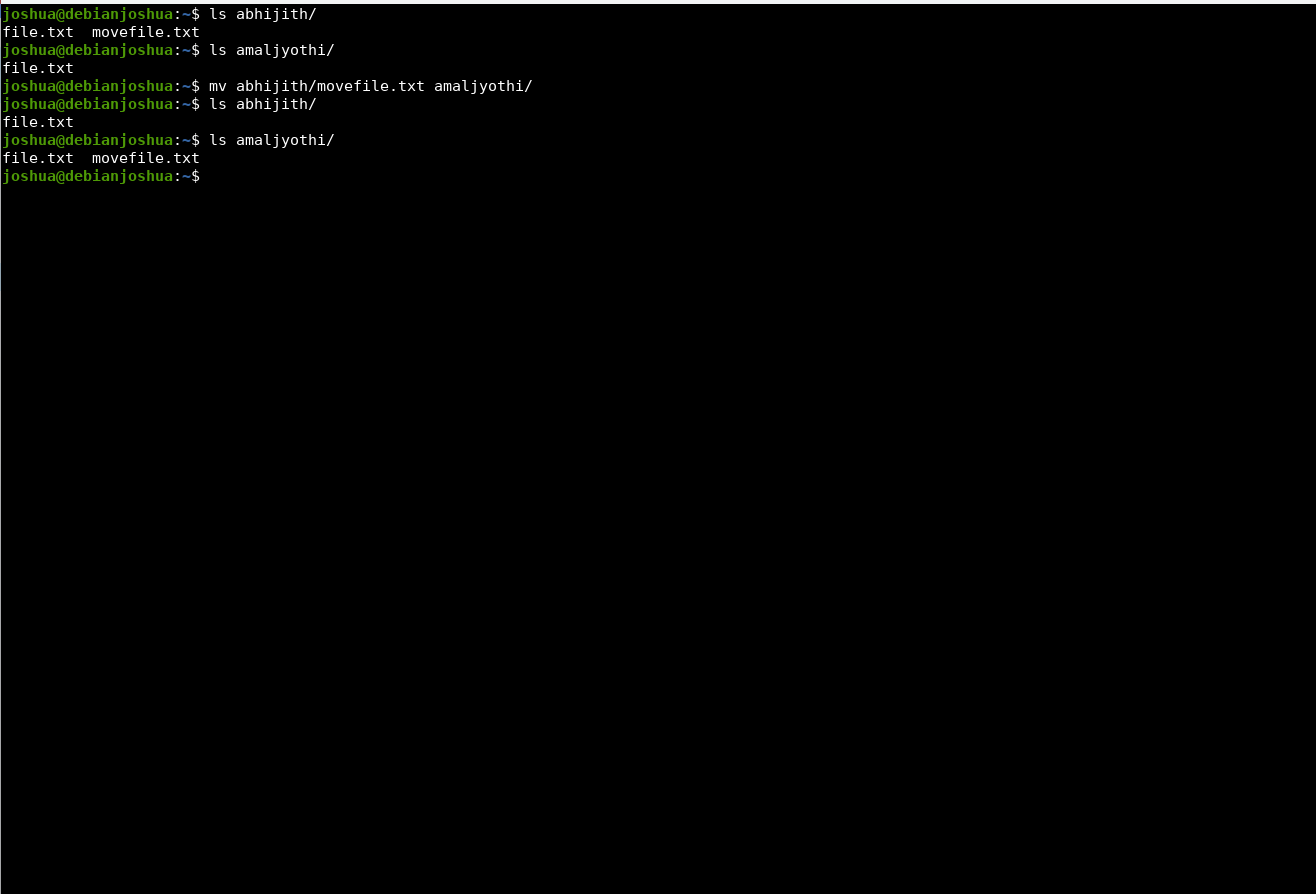 joshua@debianjoshua:~$ ls abhijith/
file.txt  movefile.txt
joshua@debianjoshua:~$ ls amaljyothi/
file.txt
joshua@debianjoshua:~$ mv abhijith/movefile.txt amaljyothi/
joshua@debianjoshua:~$ ls abhijith/
file.txt
joshua@debianjoshua:~$ ls amaljyothi/
file.txt  movefile.txt
joshua@debianjoshua:~$